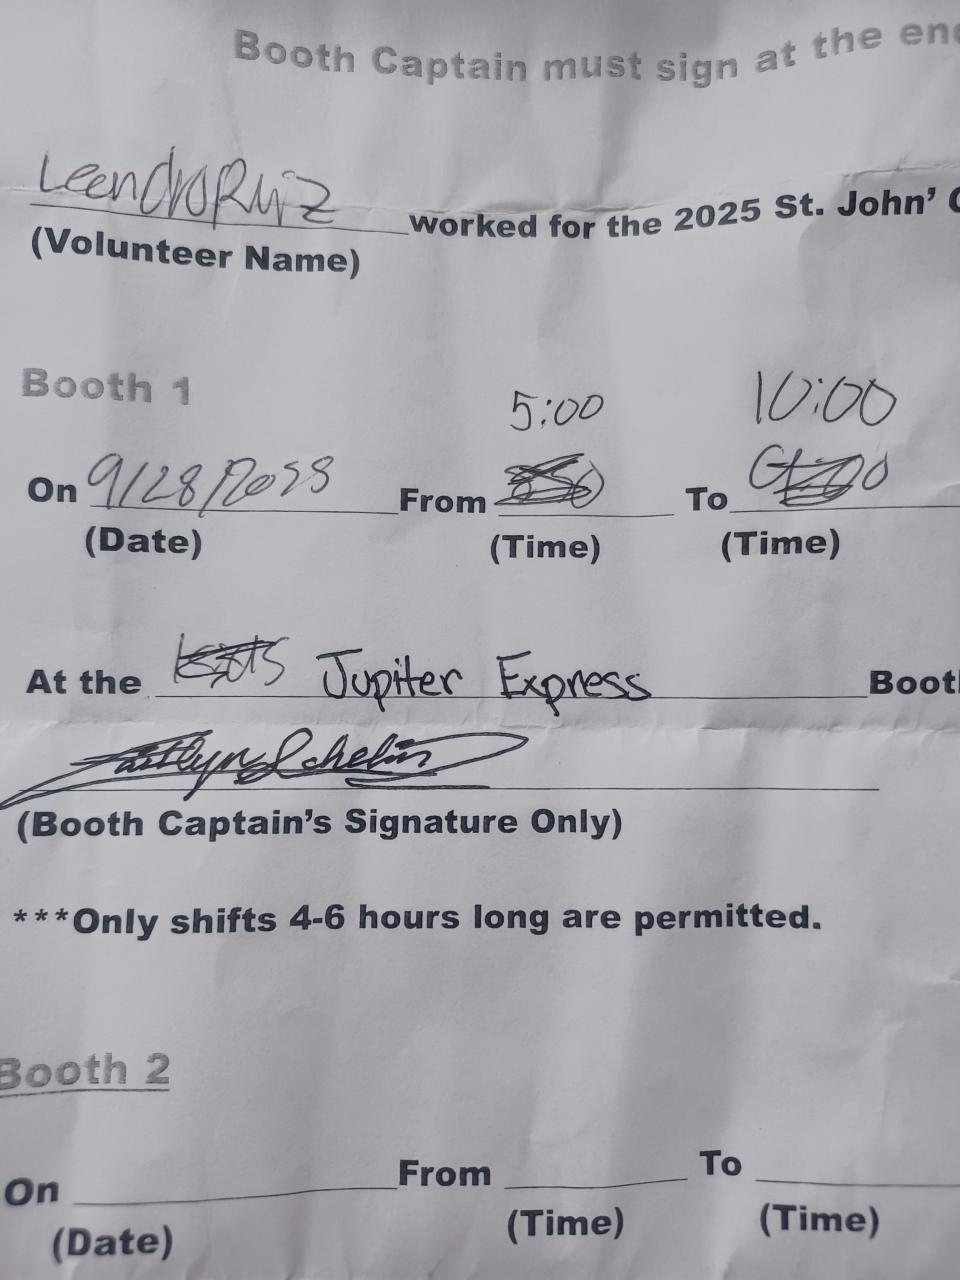 Booth Captain must sign at the en
LeendroRuiz worked for the 2025 St. John'
(Volunteer Name)
Booth 1
5:00 10:00
On 9/28/2025 From To
(Date) (Time) (Time)
At the Jupiter Express Boot
(Booth Captain's Signature Only)
***Only shifts 4-6 hours long are permitted.
Booth 2
On From To
(Date) (Time) (Time)